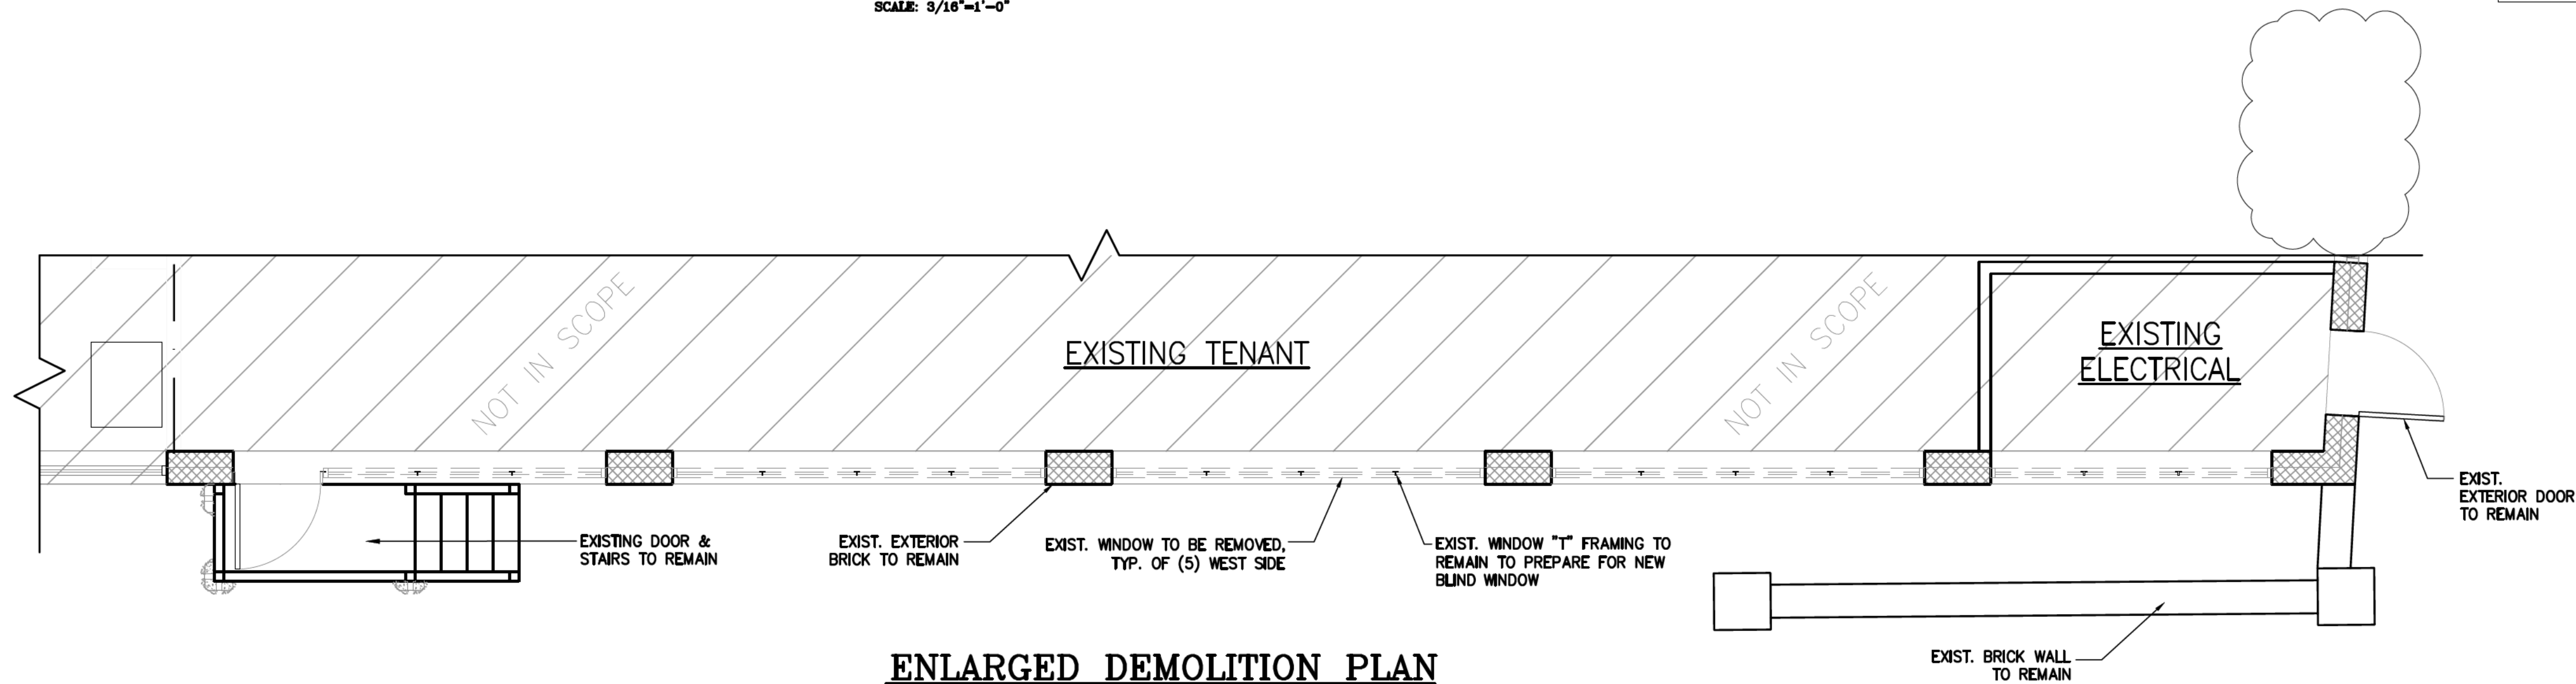 SCALE: 3/16"=1'-0"
NOT IN SCOPE
EXISTING TENANT
NOT IN SCOPE
EXISTING
ELECTRICAL
EXIST.
EXTERIOR DOOR
TO REMAIN
EXISTING DOOR &
STAIRS TO REMAIN
EXIST. EXTERIOR
BRICK TO REMAIN
EXIST. WINDOW TO BE REMOVED,
TYP. OF (5) WEST SIDE
EXIST. WINDOW "T" FRAMING TO
REMAIN TO PREPARE FOR NEW
BLIND WINDOW
EXIST. BRICK WALL
TO REMAIN
ENLARGED DEMOLITION PLAN